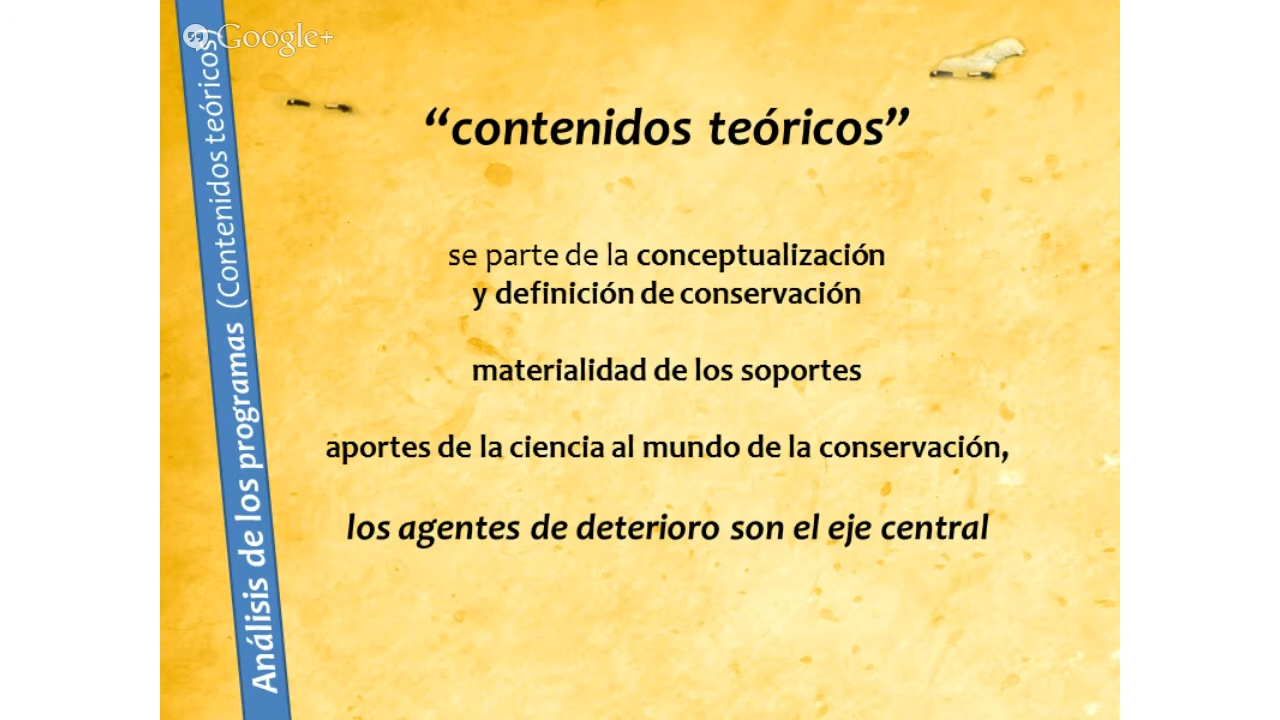 Google+
Análisis de los programas (Contenidos teóricos
“contenidos teóricos”
se parte de la conceptualización
y definición de conservación
materialidad de los soportes
aportes de la ciencia al mundo de la conservación,
los agentes de deterioro son el eje central